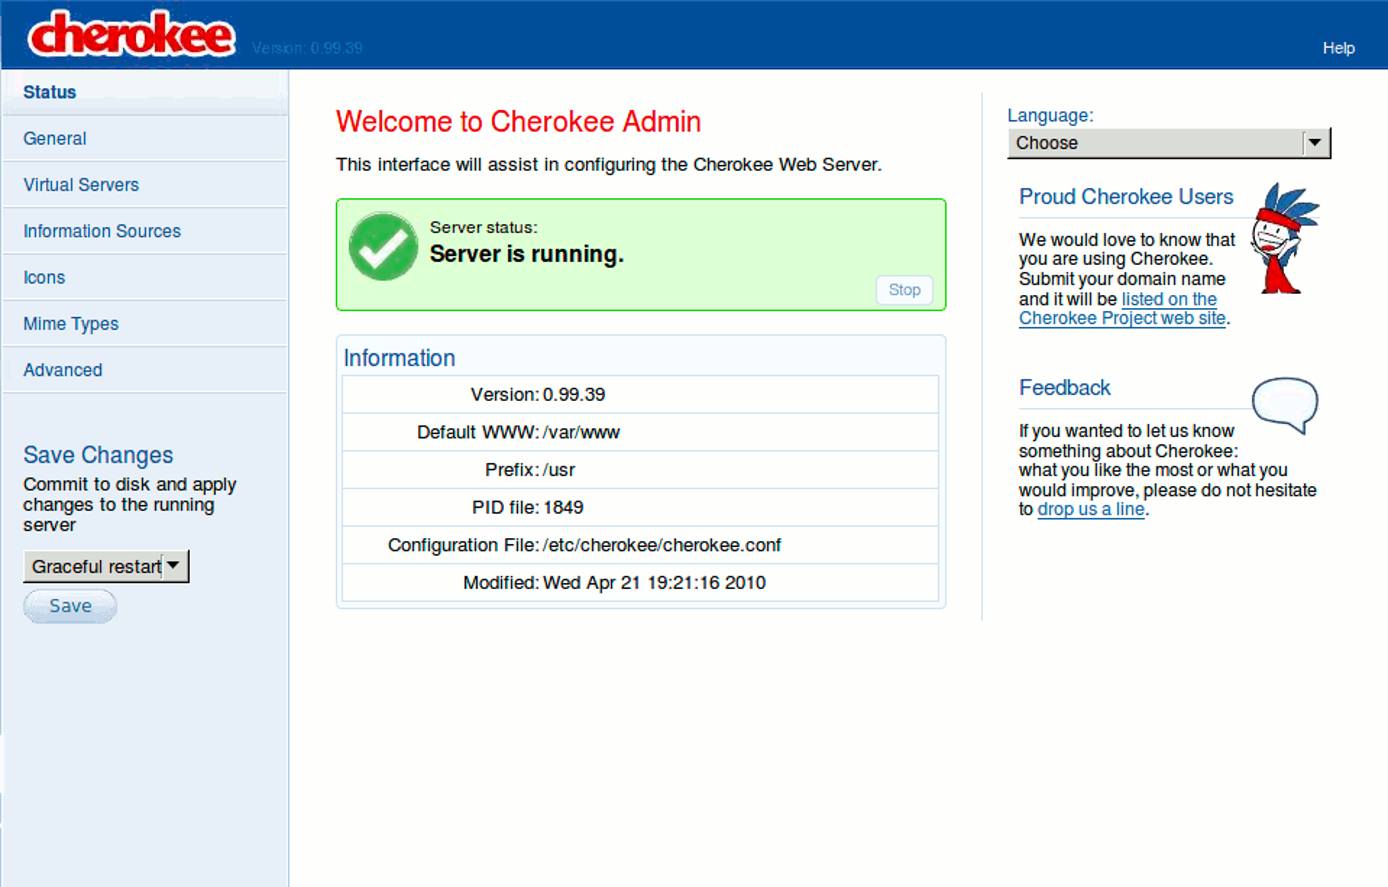 cherokee Version: 0.99.39
Help
Status
General
Virtual Servers
Information Sources
Icons
Mime Types
Advanced
Save Changes
Commit to disk and apply
changes to the running
server
Graceful restart
Save
Welcome to Cherokee Admin
This interface will assist in configuring the Cherokee Web Server.
Server status:
Server is running.
Stop
Information
Version: 0.99.39
Default WWW: /var/www
Prefix: /usr
PID file: 1849
Configuration File: /etc/cherokee/cherokee.conf
Modified: Wed Apr 21 19:21:16 2010
Language:
Choose
Proud Cherokee Users
We would love to know that
you are using Cherokee.
Submit your domain name
and it will be listed on the
Cherokee Project web site.
Feedback
If you wanted to let us know
something about Cherokee:
what you like the most or what you
would improve, please do not hesitate
to drop us a line.